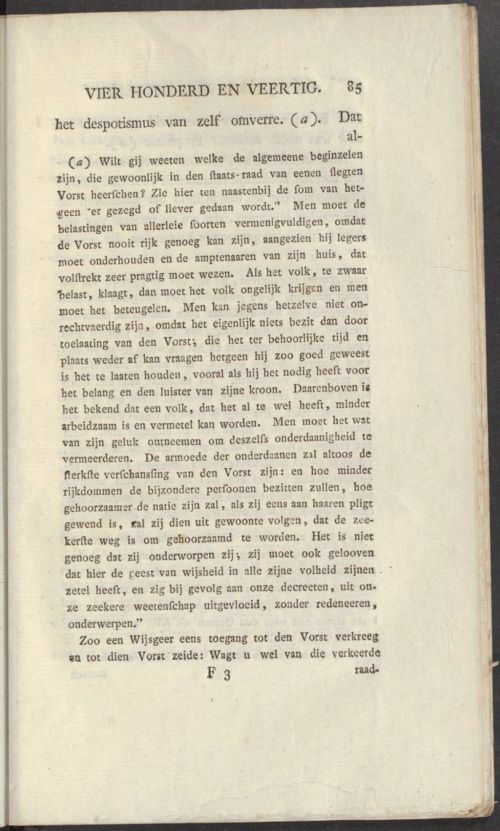 VIER HONDERD EN VEERTIG. 85
het despotismus van zelf omverre. (a). Dat
al-
(a) Wilt gij weeten welke de algemeene beginzelen
zijn, die gewoonlijk in den ſtaats-raad van eenen ſlegten
Vorst heerſchen? Zie hier ten naastenbij de ſom van het-
geen "er gezegd of liever gedaan wordt." Men moet de
belastingen van allerleie ſoorten vermenigvuldigen, omdat
de Vorst nooit rijk genoeg kan zijn, aangezien hij legers
moet onderhouden en de amptenaaren van zijn huis, dat
volſtrekt zeer pragtig moet wezen. Als het volk, te zwaar
belast, klaagt, dan moet het volk ongelijk krijgen en men
moet het beteugelen. Men kan jegens hetzelve niet on-
rechtvaerdig zijn, omdat het eigenlijk niets bezit dan door
toelaating van den Vorst; die het ter behoorlijke tijd en
plaats weder af kan vraagen hetgeen hij zoo goed geweest
is het te laaten houden, vooral als hij het nodig heeft voor
het belang en den luister van zijne kroon. Daarenboven is
het bekend dat een volk, dat het al te wel heeft, minder
arbeidzaam is en vermetel kan worden. Men moet het wat
van zijn geluk ontneemen om deszelfs onderdaanigheid te
vermeerderen. De armoede der onderdaanen zal altoos de
ſterkſte verſchansſing van den Vorst zijn: en hoe minder
rijkdommen de bijzondere perſoonen bezitten zullen, hoe
gehoorzaamer de natie zijn zal, als zij eens aan haaren pligt
gewend is, zal zij dien uit gewoonte volgen, dat de zee-
kerſte weg is om gehoorzaamd te worden. Het is niet
genoeg dat zij onderworpen zij; zij moet ook gelooven
dat hier de geest van wijsheid in alle zijne volheid zijnen
zetel heeft, en zig bij gevolg aan onze decreeten, uit on-
ze zeekere weetenſchap uitgevloeid, zonder redeneeren,
onderwerpen."
Zoo een Wijsgeer eens toegang tot den Vorst verkreeg
en tot dien Vorst zeide: Wagt u wel van die verkeerde
F 3 raad-